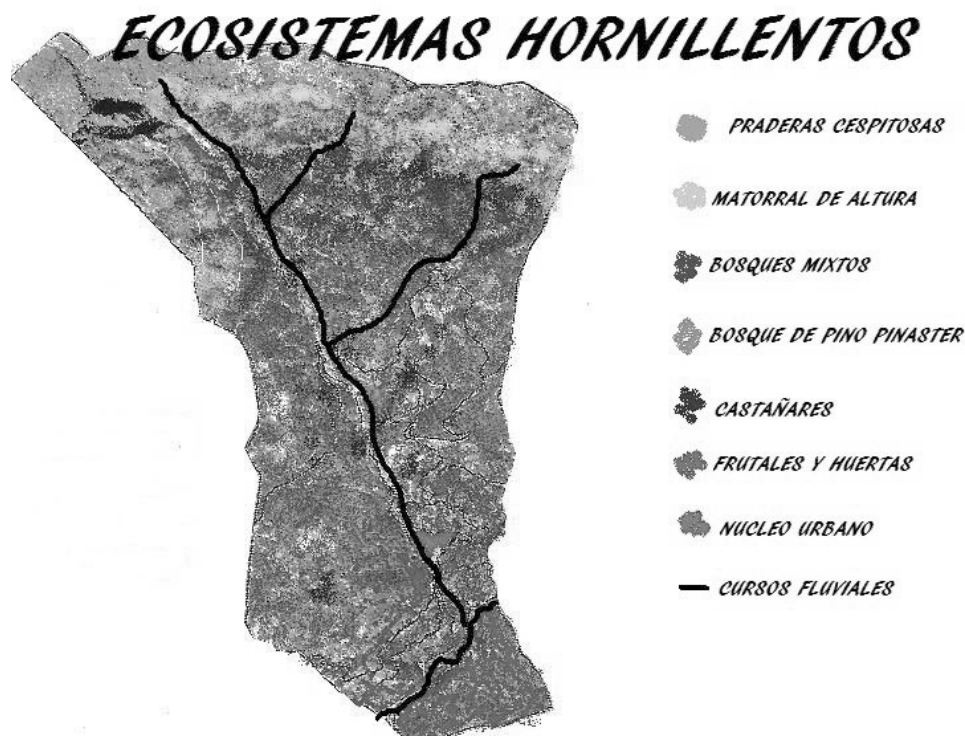 ECOSISTEMAS HORNILLENTOS
PRADERAS CESPITOSAS
MATORRAL DE ALTURA
BOSQUES MIXTOS
BOSQUE DE PINO PINASTER
CASTAÑARES
FRUTALES Y HUERTAS
NUCLEO URBANO
CURSOS FLUVIALES